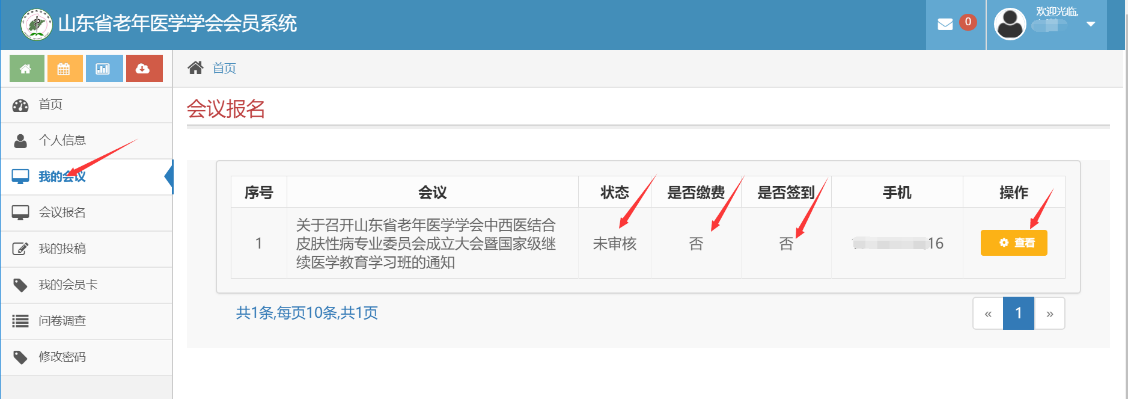 山东省老年医学学会会员系统
0
欢迎光临,
首页
首页
个人信息
我的会议
会议报名
我的投稿
我的会员卡
问卷调查
修改密码
会议报名
序号 会议 状态 是否缴费 是否签到 手机 操作
关于召开山东省老年医学学会中西医结合
1 皮肤性病专业委员会成立大会暨国家级继 未审核 否 否 16 查看
续医学教育学习班的通知
共1条,每页10条,共1页
« 1 »